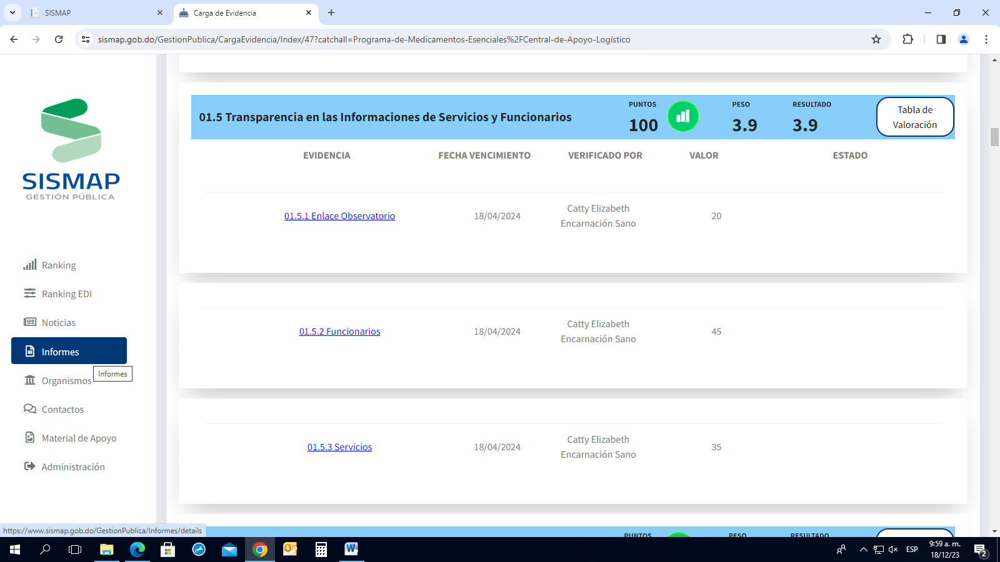 SISMAP
Carga de Evidencia
sismap.gob.do/GestionPublica/CargaEvidencia/Index/47?catchall=Programa-de-Medicamentos-Esenciales%2FCentral-de-Apoyo-Logístico
SISMAP
GESTIÓN PÚBLICA
Ranking
Ranking EDI
Noticias
Informes
Informes
Organismos
Contactos
Material de Apoyo
Administración
01.5 Transparencia en las Informaciones de Servicios y Funcionarios
PUNTOS
100
PESO
3.9
RESULTADO
3.9
Tabla de
Valoración
EVIDENCIA FECHA VENCIMIENTO VERIFICADO POR VALOR ESTADO
01.5.1 Enlace Observatorio 18/04/2024 Catty Elizabeth
Encarnación Sano 20
01.5.2 Funcionarios 18/04/2024 Catty Elizabeth
Encarnación Sano 45
01.5.3 Servicios 18/04/2024 Catty Elizabeth
Encarnación Sano 35
PUNTOS PESO RESULTADO
https://www.sismap.gob.do/GestionPublica/Informes/details
ESP
9:59 a. m.
18/12/23
2